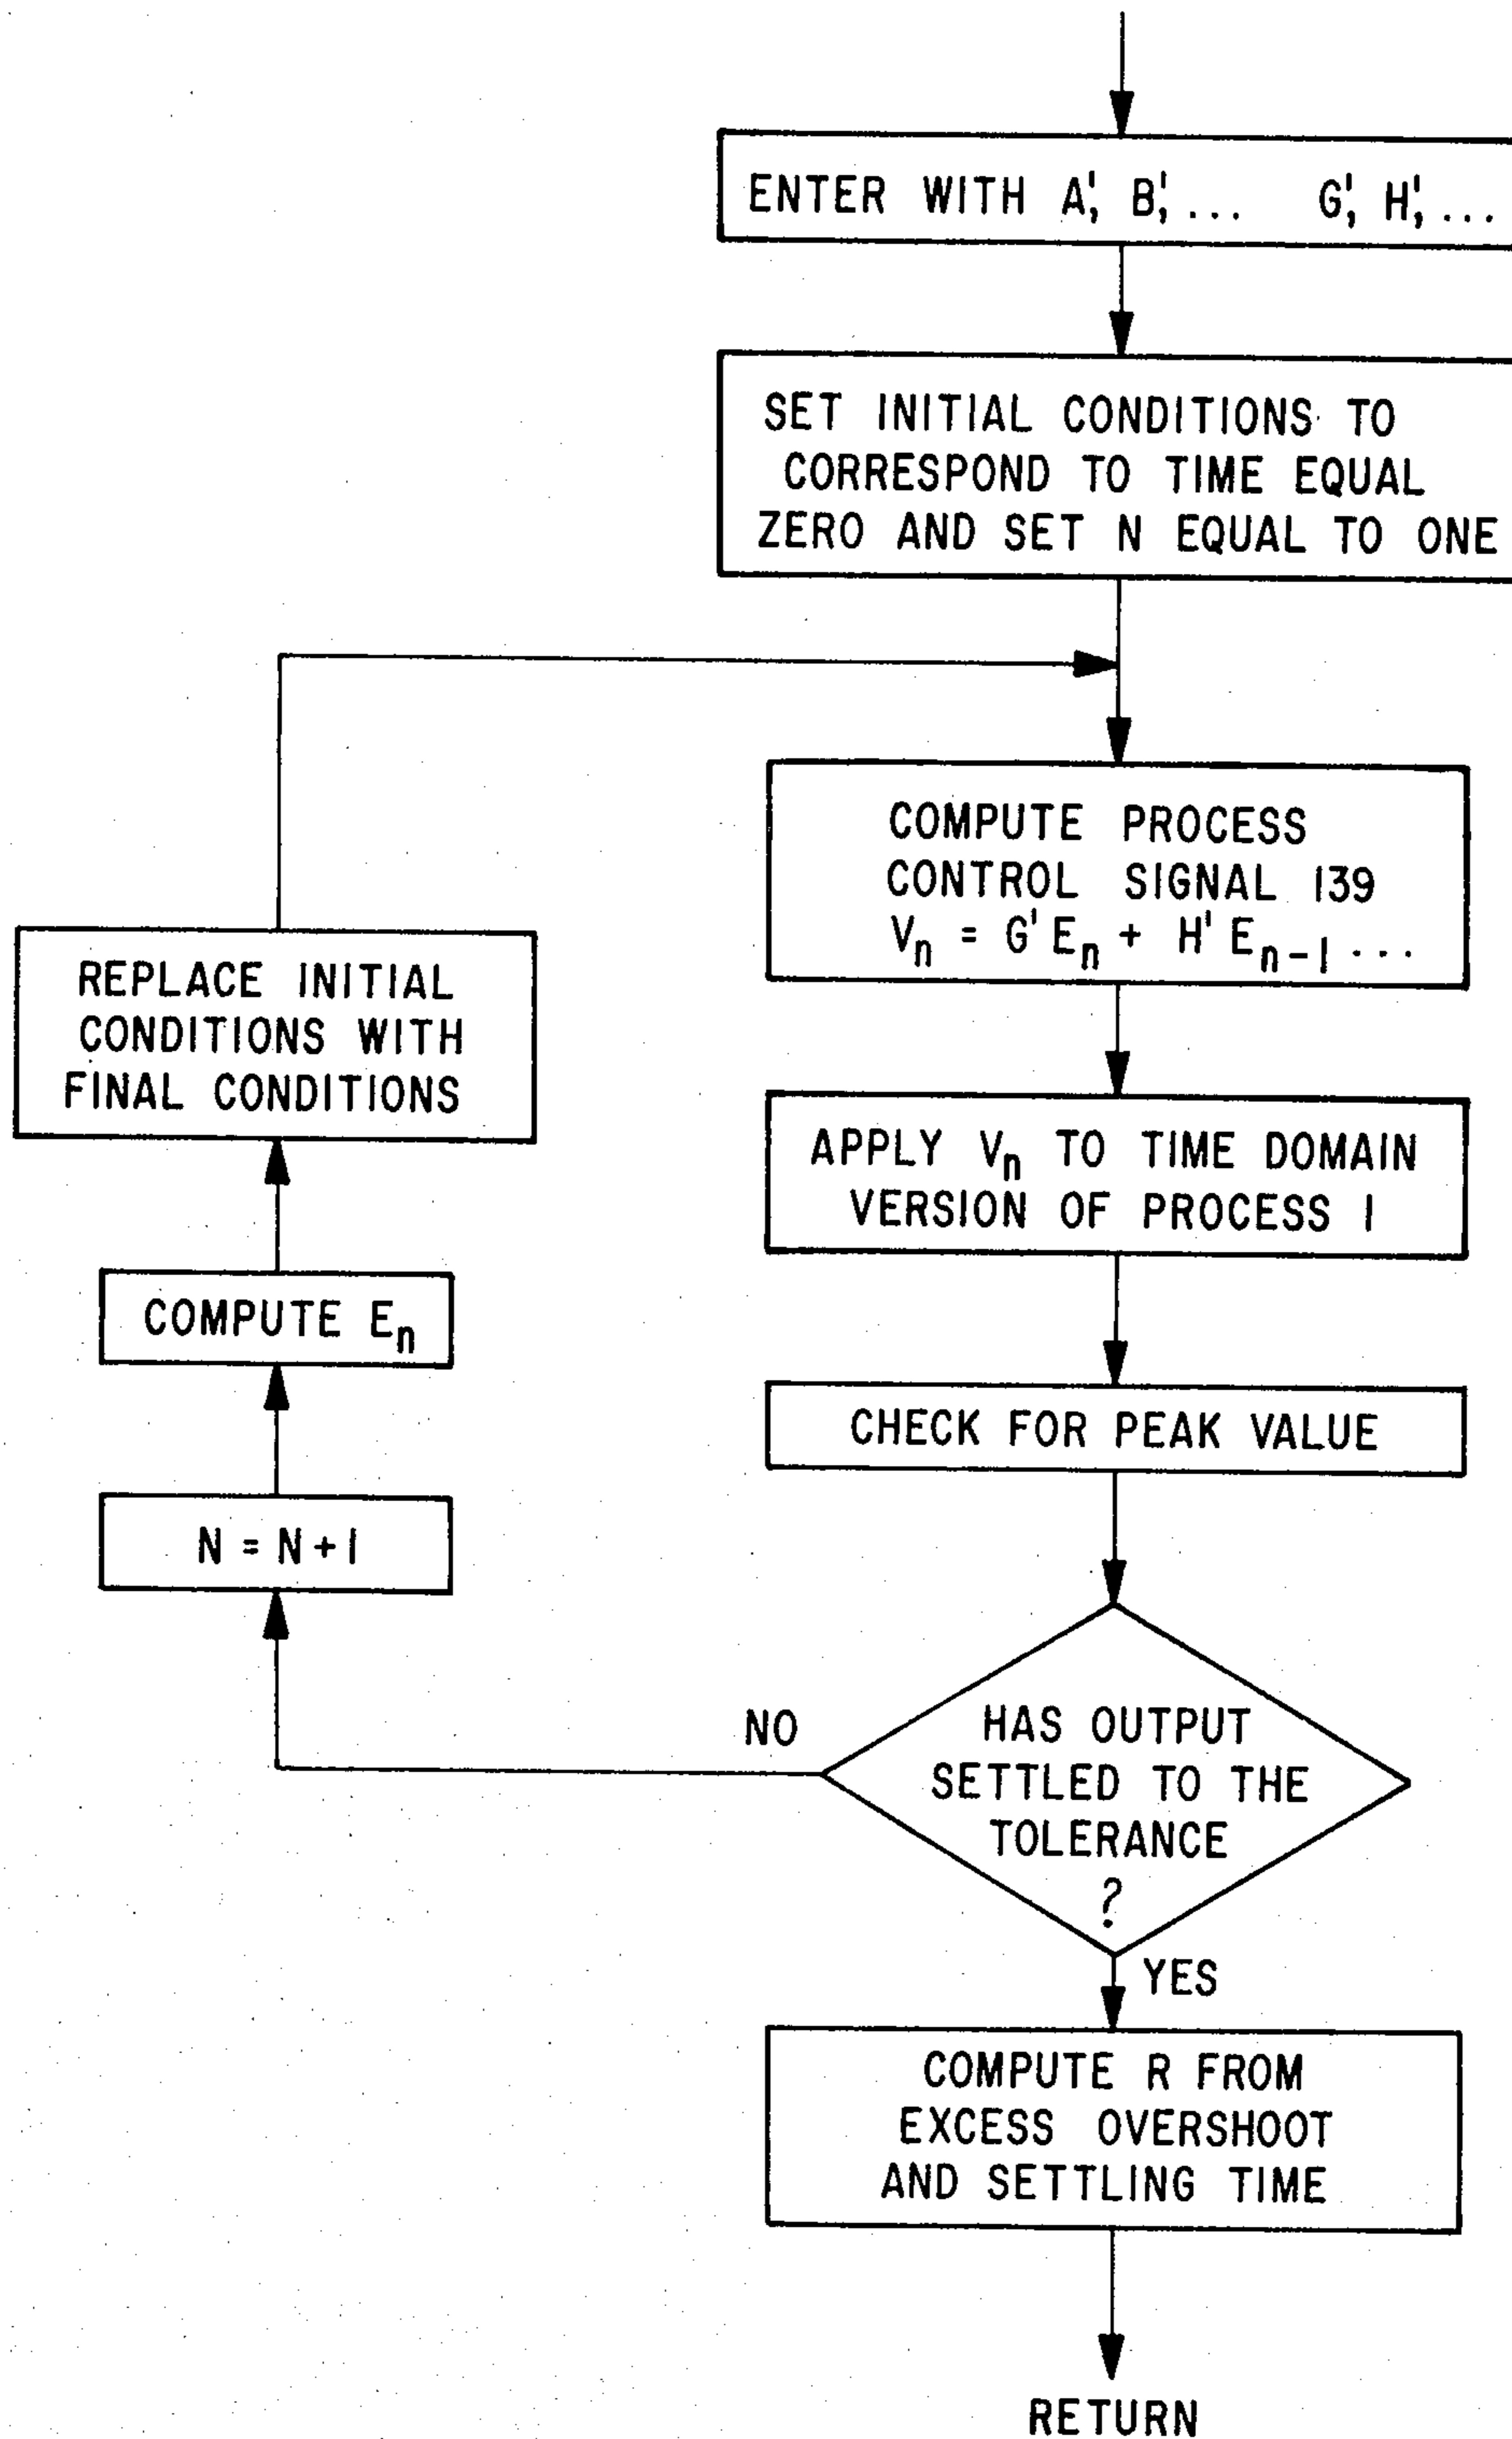 ENTER WITH A', B', ... G', H', ...
SET INITIAL CONDITIONS TO
CORRESPOND TO TIME EQUAL
ZERO AND SET N EQUAL TO ONE
COMPUTE PROCESS
CONTROL SIGNAL 139
Vn = G'En + H'En-1 ...
APPLY Vn TO TIME DOMAIN
VERSION OF PROCESS 1
CHECK FOR PEAK VALUE
HAS OUTPUT
SETTLED TO THE
TOLERANCE
?
NO
N = N+1
COMPUTE En
REPLACE INITIAL
CONDITIONS WITH
FINAL CONDITIONS
YES
COMPUTE R FROM
EXCESS OVERSHOOT
AND SETTLING TIME
RETURN